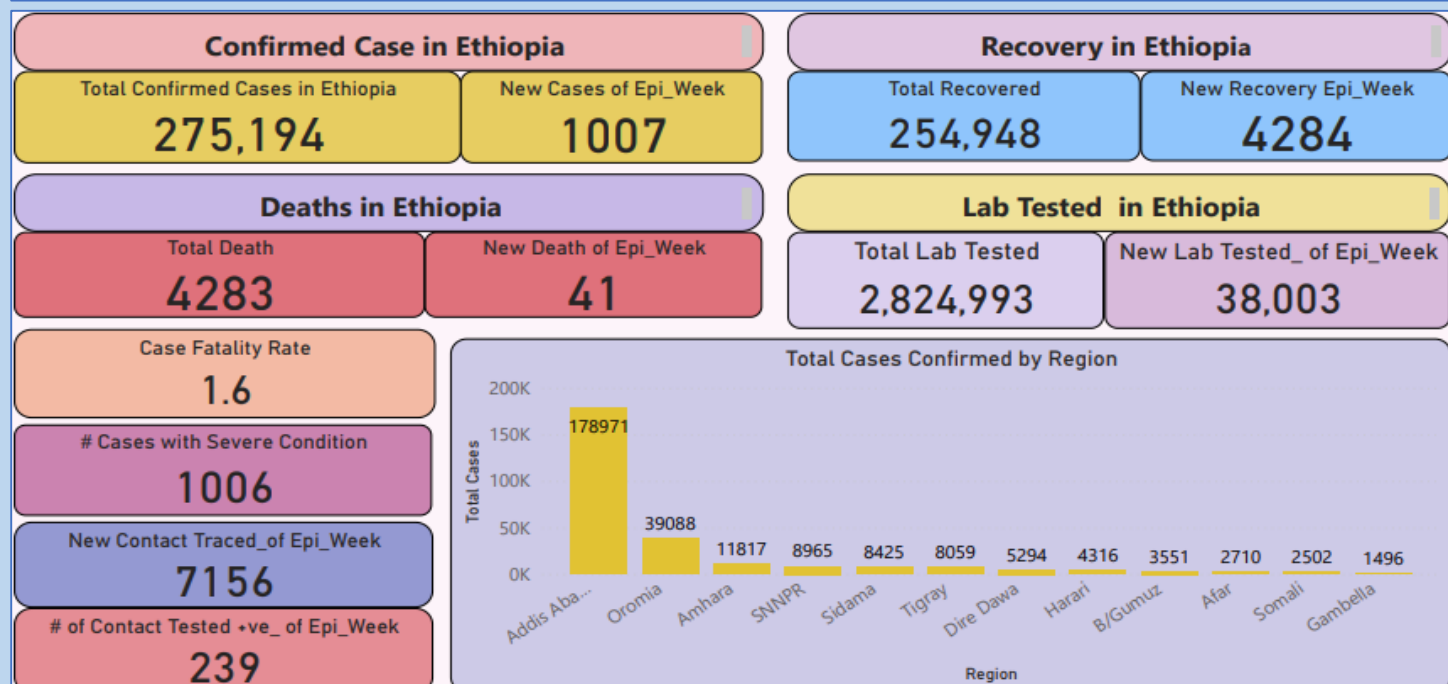 Confirmed Case in Ethiopia
Total Confirmed Cases in Ethiopia
275,194
New Cases of Epi_Week
1007
Recovery in Ethiopia
Total Recovered
254,948
New Recovery Epi_Week
4284
Deaths in Ethiopia
Total Death
4283
New Death of Epi_Week
41
Lab Tested in Ethiopia
Total Lab Tested
2,824,993
New Lab Tested_ of Epi_Week
38,003
Case Fatality Rate
1.6
# Cases with Severe Condition
1006
New Contact Traced_of Epi_Week
7156
# of Contact Tested +ve_ of Epi_Week
239
Total Cases Confirmed by Region
Total Cases
200K
150K
100K
50K
0K
178971
39088
11817
8965
8425
8059
5294
4316
3551
2710
2502
1496
Addis Aba...
Oromia
Amhara
SNNPR
Sidama
Tigray
Dire Dawa
Harari
B/Gumuz
Afar
Somali
Gambella
Region